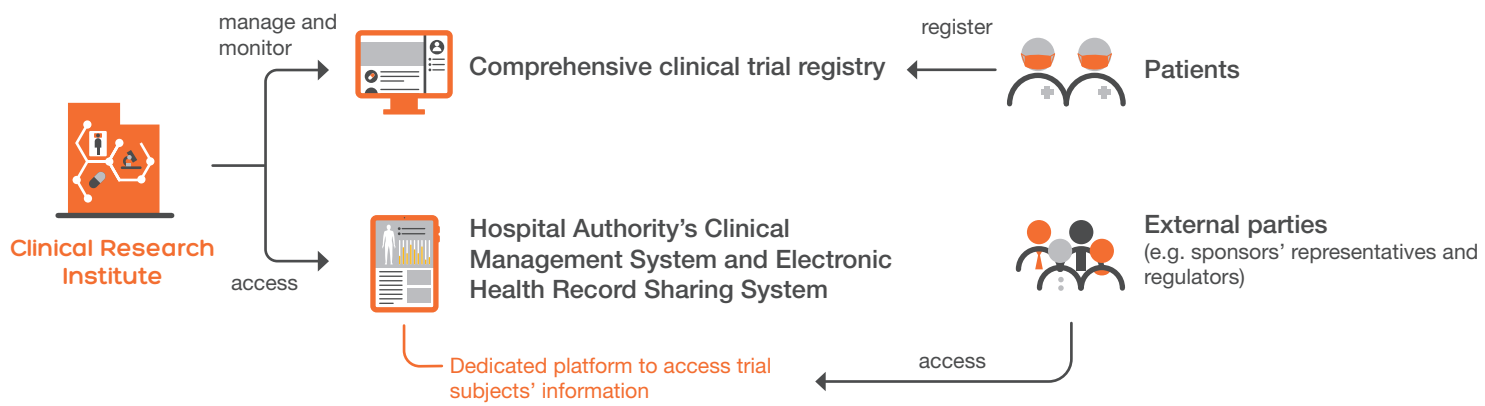 manage and
monitor
Comprehensive clinical trial registry
register
Patients
Clinical Research
Institute
access
Hospital Authority’s Clinical
Management System and Electronic
Health Record Sharing System
External parties
(e.g. sponsors’ representatives and
regulators)
Dedicated platform to access trial
subjects’ information
access